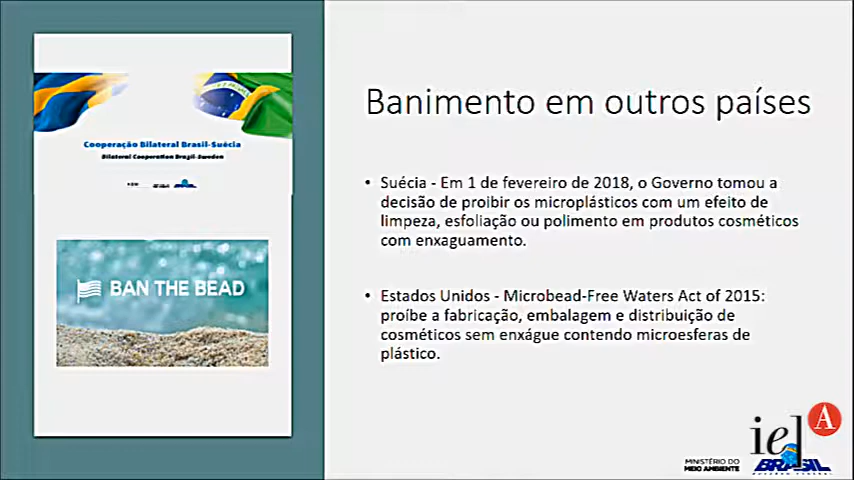 Cooperação Bilateral Brasil-Suécia
Bilateral Cooperation Brazil-Sweden
BAN THE BEAD
Banimento em outros países
• Suécia - Em 1 de fevereiro de 2018, o Governo tomou a
decisão de proibir os microplásticos com um efeito de
limpeza, esfoliação ou polimento em produtos cosméticos
com enxaguamento.
• Estados Unidos - Microbead-Free Waters Act of 2015:
proíbe a fabricação, embalagem e distribuição de
cosméticos sem enxágue contendo microesferas de
plástico.
iej A
MINISTÉRIO DO
MEIO AMBIENTE
BRASIL